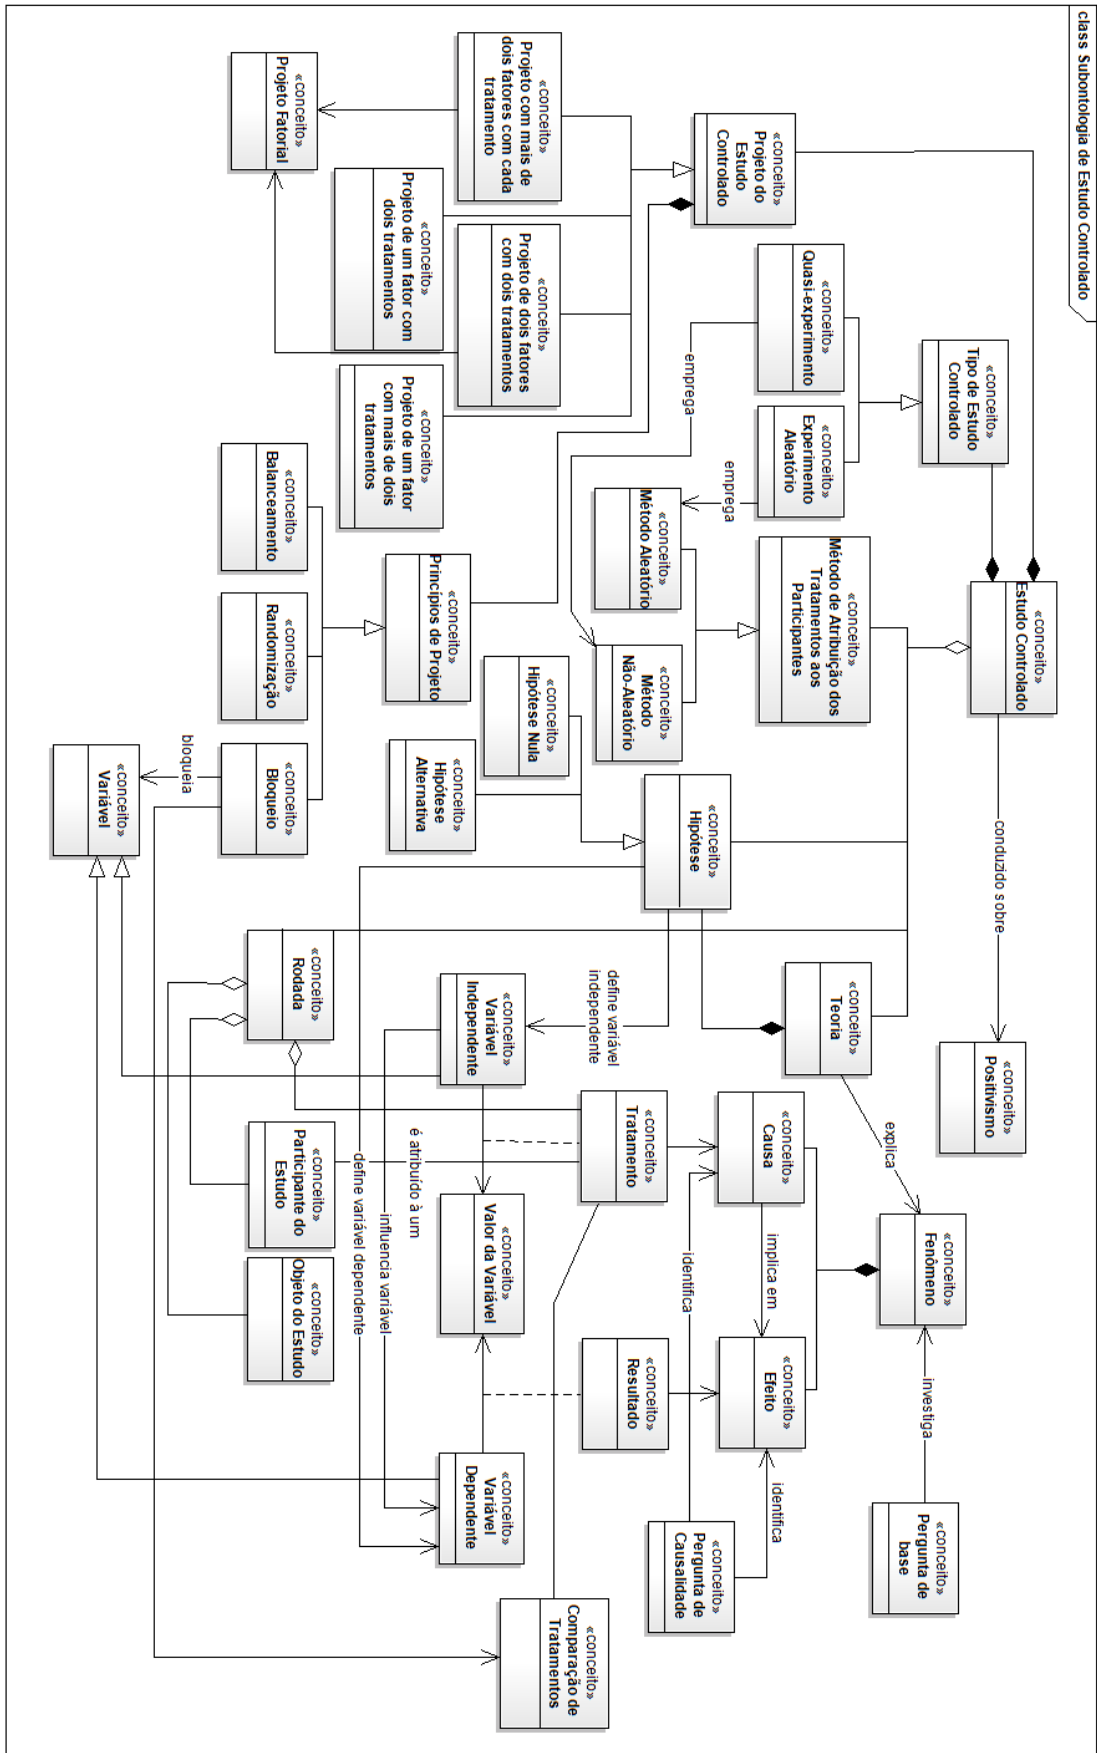 class Subontologia de Estudo Controlado
«conceito»
Projeto do
Estudo
Controlado
«conceito»
Tipo de Estudo
Controlado
«conceito»
Estudo Controlado
conduzido sobre
«conceito»
Positivismo
«conceito»
Fenômeno
investiga
«conceito»
Pergunta de
base
«conceito»
Quasi-experimento
«conceito»
Experimento
Aleatório
«conceito»
Método de Atribuição dos
Tratamentos aos
Participantes
«conceito»
Teoria
explica
emprega
emprega
«conceito»
Método Aleatório
«conceito»
Método
Não-Aleatório
«conceito»
Hipótese
«conceito»
Causa
implica em
«conceito»
Efeito
identifica
identifica
«conceito»
Pergunta de
Causalidade
«conceito»
Projeto com mais de
dois fatores com cada
tratamento
«conceito»
Projeto de dois fatores
com dois tratamentos
«conceito»
Projeto de um fator com
dois tratamentos
«conceito»
Projeto de um fator
com mais de dois
tratamentos
«conceito»
Projeto Fatorial
«conceito»
Princípios de Projeto
«conceito»
Hipótese Nula
«conceito»
Hipótese
Alternativa
define variável
independente
«conceito»
Tratamento
«conceito»
Resultado
«conceito»
Comparação de
Tratamentos
«conceito»
Variável
Independente
«conceito»
Valor da Variável
«conceito»
Variável
Dependente
é atribuído à um
influencia variável
define variável dependente
«conceito»
Balanceamento
«conceito»
Randomização
«conceito»
Bloqueio
«conceito»
Rodada
«conceito»
Participante do
Estudo
«conceito»
Objeto do Estudo
bloqueia
«conceito»
Variável